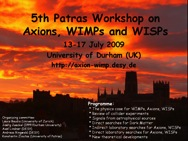 5th Patras Workshop on
Axions, WIMPs and WISPs
13-17 July 2009
University of Durham (UK)
http://axion-wimp.desy.de
Programme:
* The physics case for WIMPs, Axions, WISPs
* Review of collider experiments
* Signals from astrophysical sources
* Direct searches for Dark Matter
* Indirect laboratory searches for Axions, WISPs
* Direct laboratory searches for Axions, WISPs
* New theoretical developments
Organizing committee:
Laura Baudis (University of Zurich)
Joerg Jaeckel (IPPP/Durham University)
Axel Lindner (DESY)
Andreas Ringwald (DESY)
Konstantin Zioutas (University of Patras)